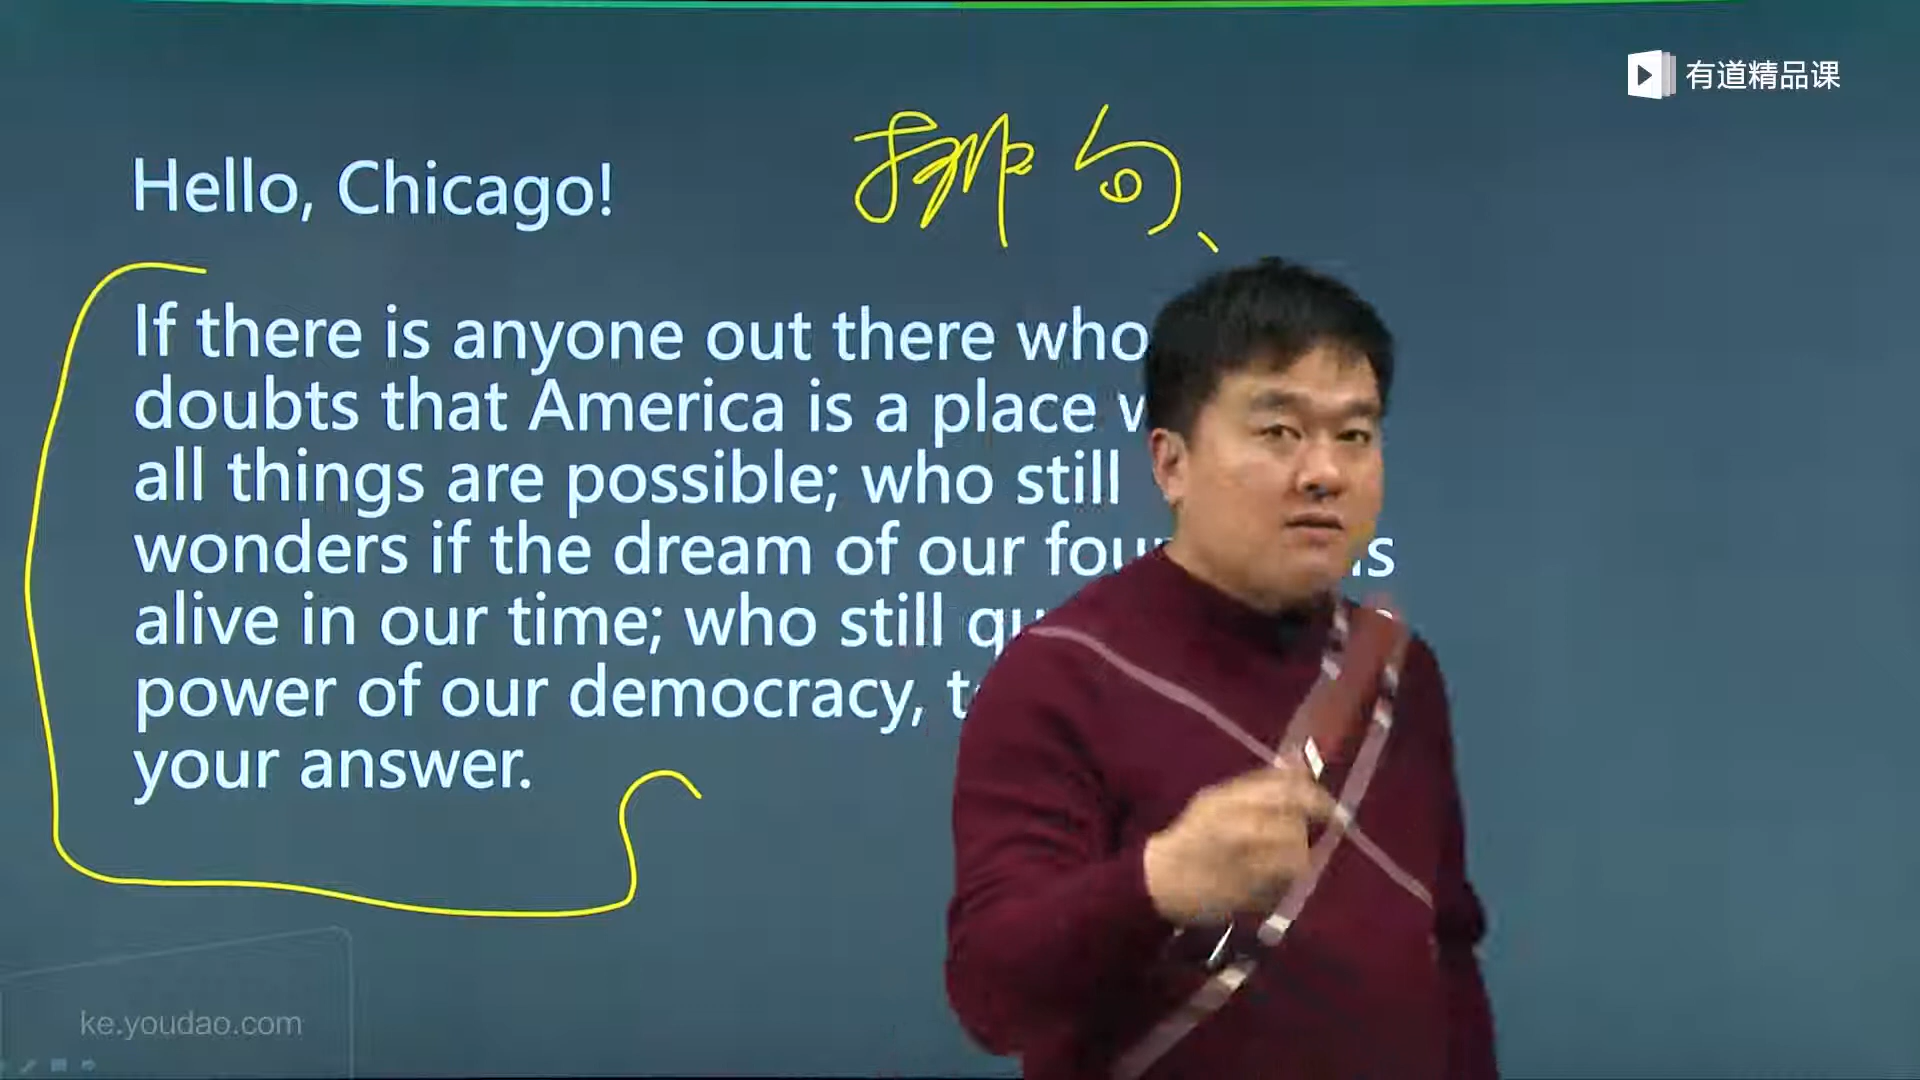 有道精品课
排句、
Hello, Chicago!
If there is anyone out there who
doubts that America is a place
all things are possible; who still
wonders if the dream of our
alive in our time; who still
power of our democracy,
your answer.
ke.youdao.com